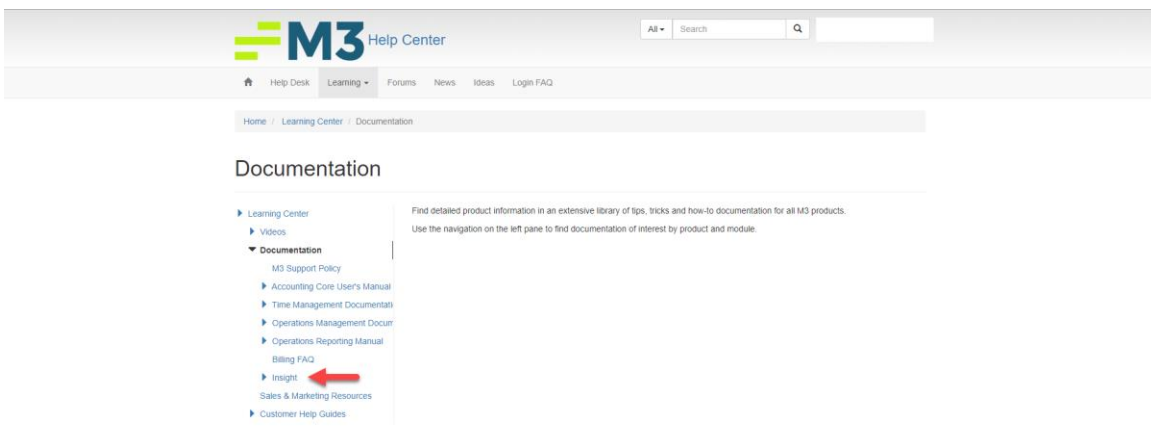 M3 Help Center
All
Search
Help Desk Learning Forums News Ideas Login FAQ
Home / Learning Center / Documentation
Documentation
Learning Center
Videos
Documentation
M3 Support Policy
Accounting Core User's Manual
Time Management Documentati
Operations Management Docum
Operations Reporting Manual
Billing FAQ
Insight
Sales & Marketing Resources
Customer Help Guides
Find detailed product information in an extensive library of tips, tricks and how-to documentation for all M3 products.
Use the navigation on the left pane to find documentation of interest by product and module.